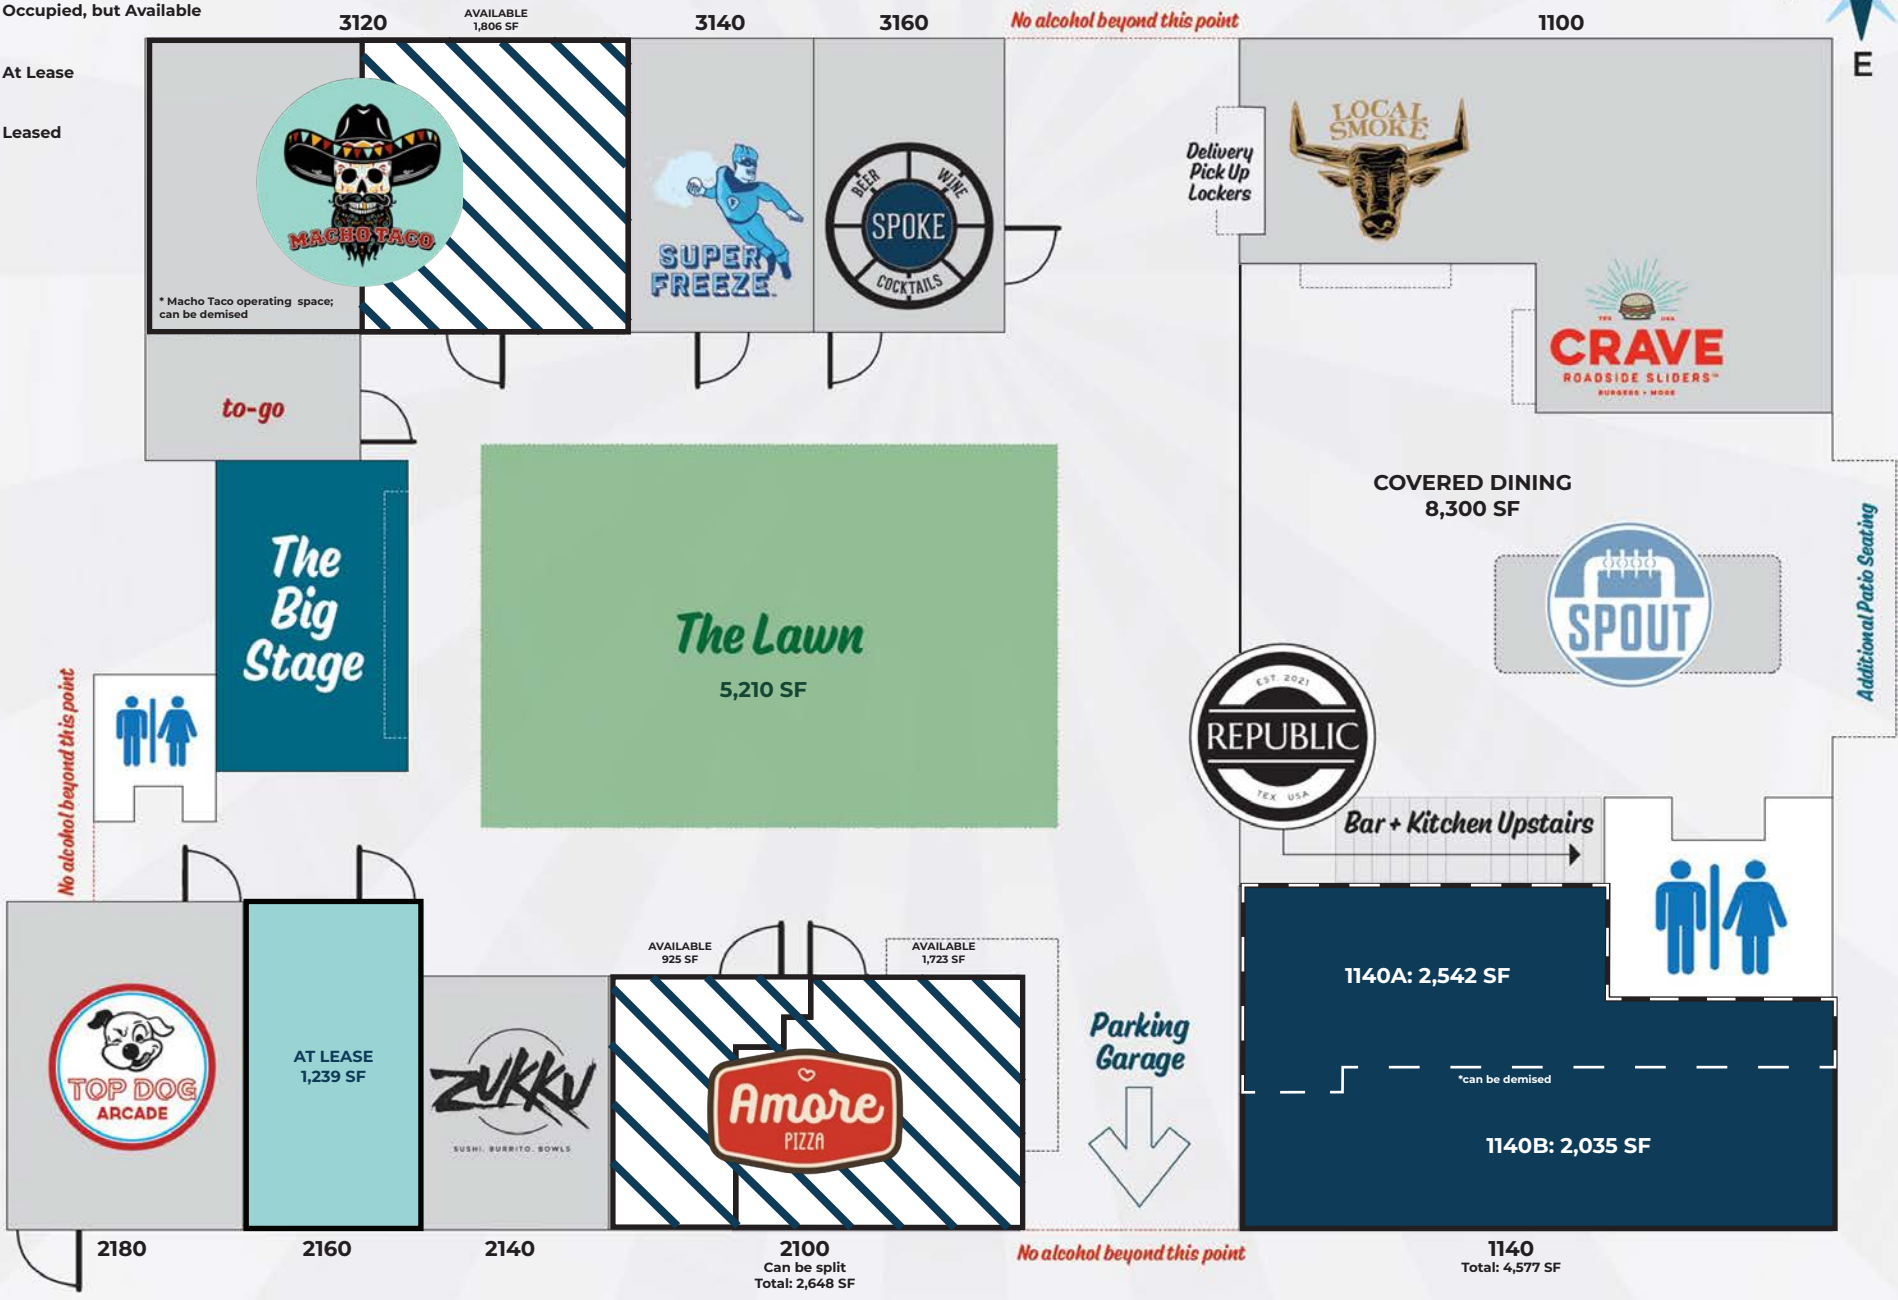 Occupied, but Available
At Lease
Leased
3120
AVAILABLE
1,806 SF
3140
3160
No alcohol beyond this point
1100
E
MACHO TACO
* Macho Taco operating space;
can be demised
SUPER
FREEZE
BEER
WINE
SPOKE
COCKTAILS
Delivery
Pick Up
Lockers
LOCAL
SMOKE
TEX USA
CRAVE
ROADSIDE SLIDERS™
BURGERS + MORE
to-go
The
Big
Stage
The Lawn
5,210 SF
COVERED DINING
8,300 SF
SPOUT
Additional Patio Seating
EST. 2021
REPUBLIC
TEX USA
Bar + Kitchen Upstairs
No alcohol beyond this point
TOP DOG
ARCADE
AT LEASE
1,239 SF
ZUKKU
SUSHI. BURRITO. BOWLS
AVAILABLE
925 SF
AVAILABLE
1,723 SF
Amore
PIZZA
Parking
Garage
1140A: 2,542 SF
*can be demised
1140B: 2,035 SF
2180
2160
2140
2100
Can be split
Total: 2,648 SF
No alcohol beyond this point
1140
Total: 4,577 SF